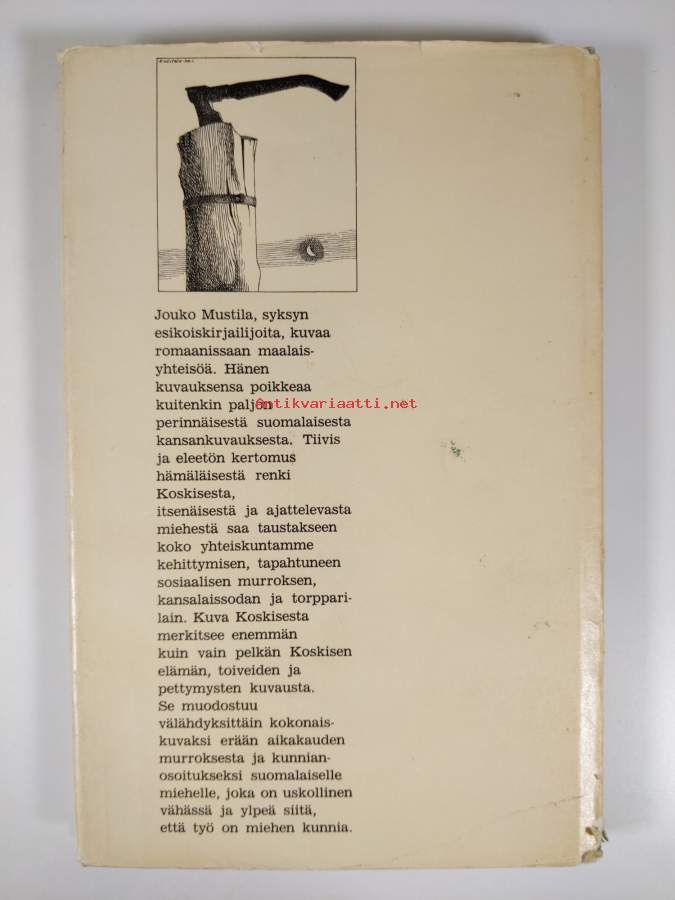 Jouko Mustila, syksyn
esikoiskirjailijoita, kuvaa
romaanissaan maalais-
yhteisöä. Hänen
kuvauksensa poikkeaa
kuitenkin paljon
antikvariaatti.net
perinnäisestä suomalaisesta
kansankuvauksesta. Tiivis
ja eleetön kertomus
hämäläisestä renki
Koskisesta,
itsenäisestä ja ajattelevasta
miehestä saa taustakseen
koko yhteiskuntamme
kehittymisen, tapahtuneen
sosiaalisen murroksen,
kansalaissodan ja torppari-
lain. Kuva Koskisesta
merkitsee enemmän
kuin vain pelkän Koskisen
elämän, toiveiden ja
pettymysten kuvausta.
Se muodostuu
välähdyksittäin kokonais-
kuvaksi erään aikakauden
murroksesta ja kunnian-
osoitukseksi suomalaiselle
miehelle, joka on uskollinen
vähässä ja ylpeä siitä,
että työ on miehen kunnia.